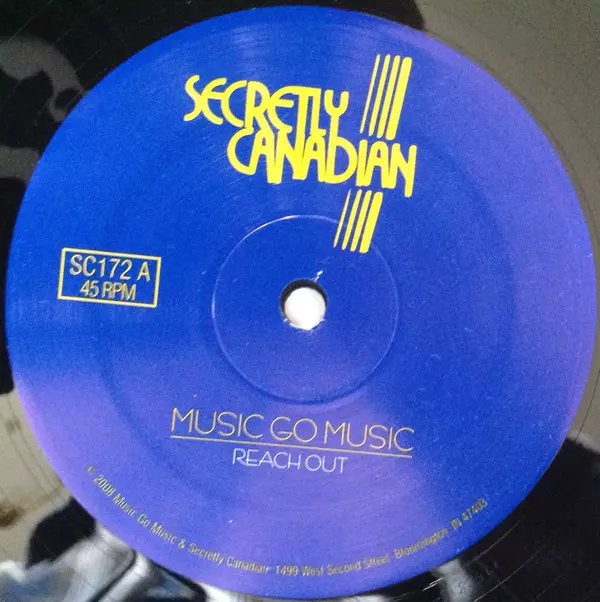 SECRETLY
CANADIAN
SC172 A
45 RPM
MUSIC GO MUSIC
REACH OUT
© 2008 Music Go Music & Secretly Canadian• 1499 West Second Street Bloomington, IN 47403